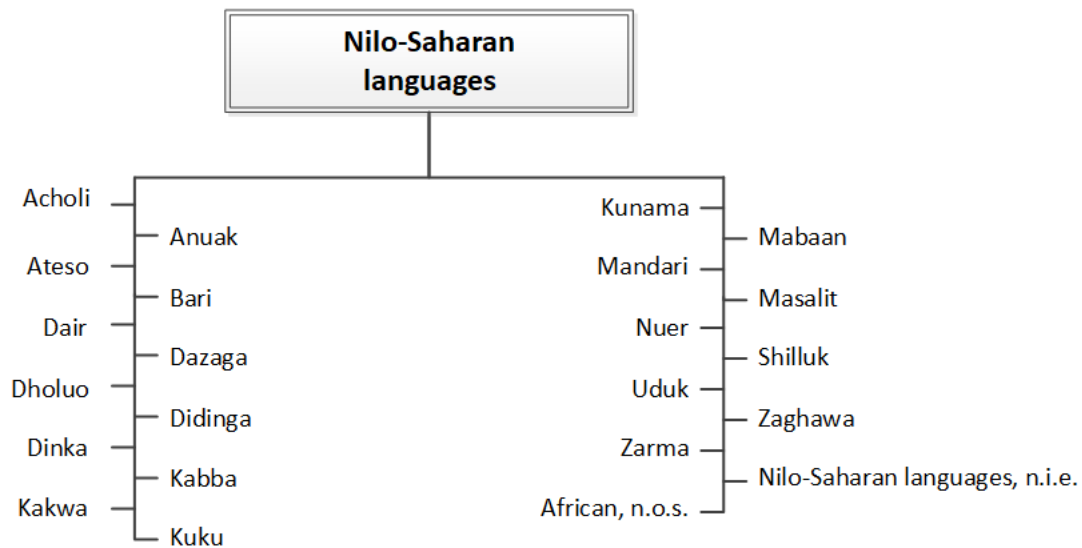 Nilo-Saharan
languages
Acholi
Anuak
Ateso
Bari
Dair
Dazaga
Dholuo
Didinga
Dinka
Kabba
Kakwa
Kuku
Kunama
Mabaan
Mandari
Masalit
Nuer
Shilluk
Uduk
Zaghawa
Zarma
Nilo-Saharan languages, n.i.e.
African, n.o.s.